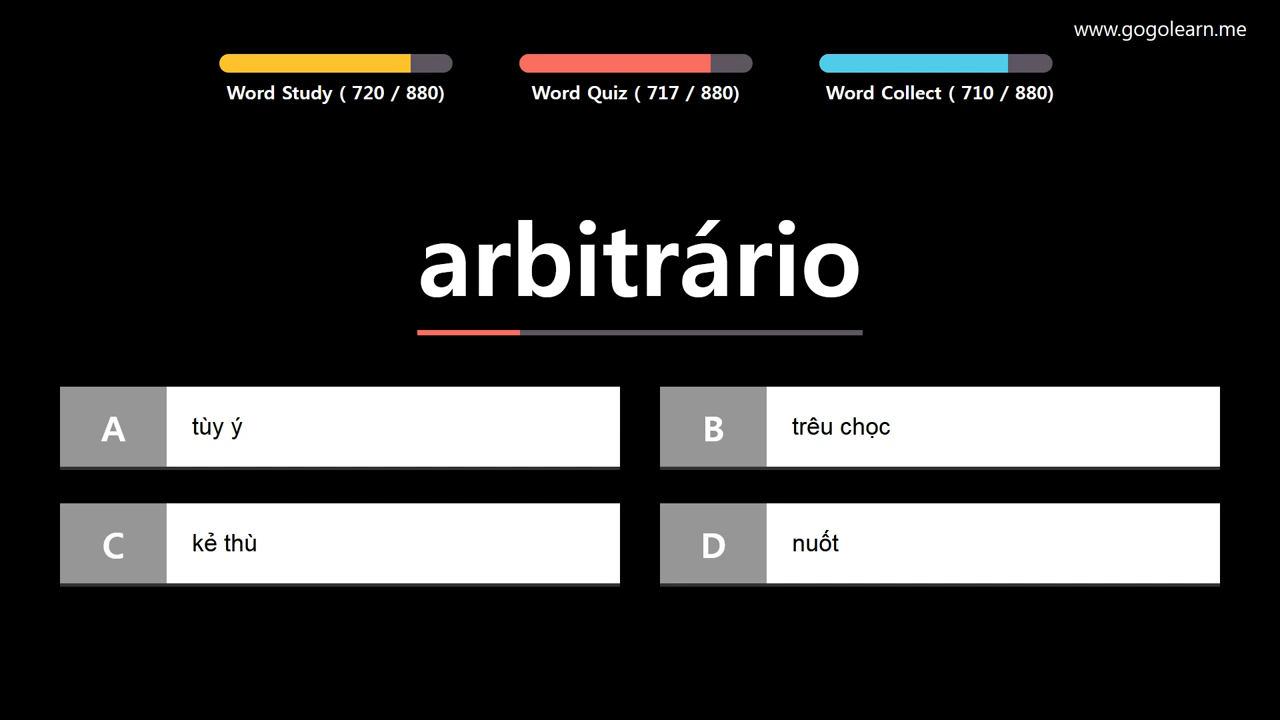 www.gogolearn.me
Word Study ( 720 / 880)
Word Quiz ( 717 / 880)
Word Collect ( 710 / 880)
arbitrário
A tùy ý
B trêu chọc
C kẻ thù
D nuốt